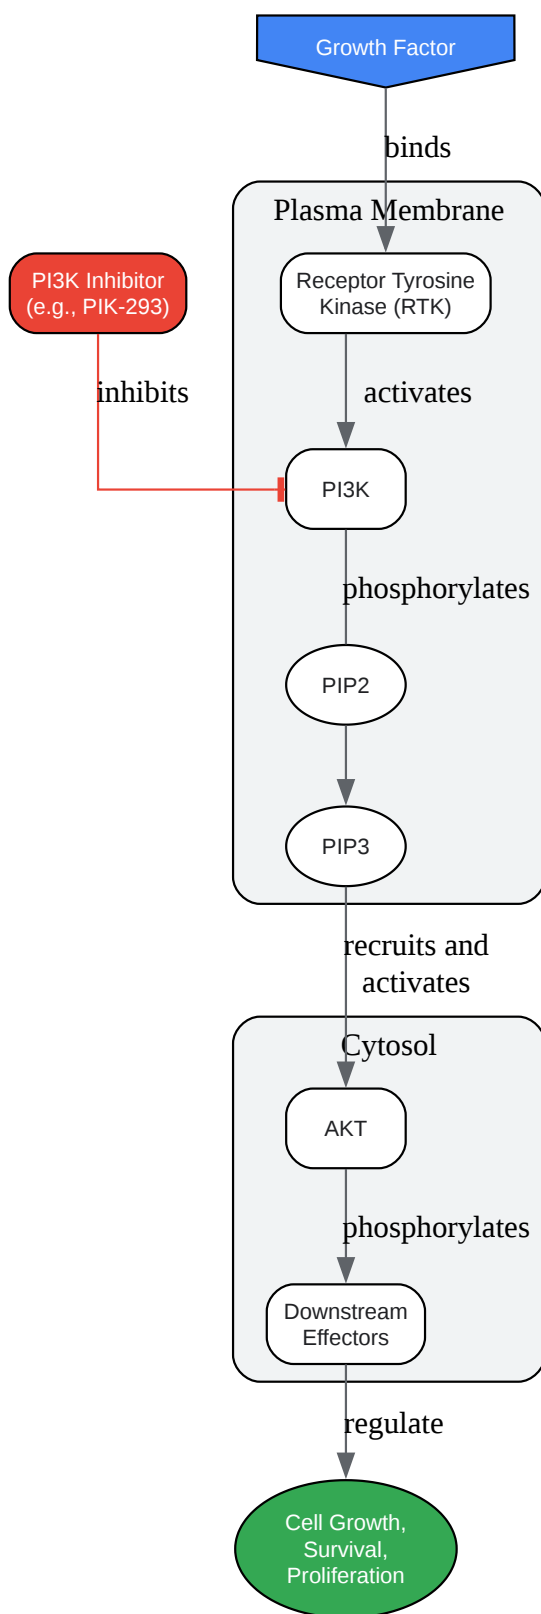 Growth Factor
binds
Plasma Membrane
PI3K Inhibitor
(e.g., PIK-293)
Receptor Tyrosine
Kinase (RTK)
inhibits
activates
PI3K
phosphorylates
PIP2
PIP3
recruits and
activates
Cytosol
AKT
phosphorylates
Downstream
Effectors
regulate
Cell Growth,
Survival,
Proliferation